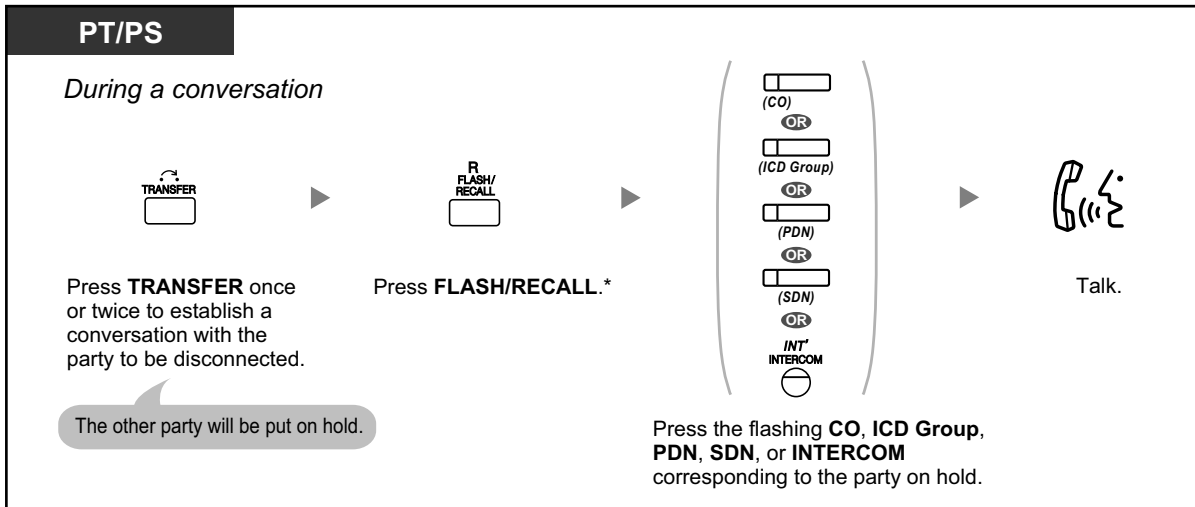 PT/PS
During a conversation
TRANSFER
Press TRANSFER once
or twice to establish a
conversation with the
party to be disconnected.
The other party will be put on hold.
R
FLASH/
RECALL
Press FLASH/RECALL.*
(CO)
OR
(ICD Group)
OR
(PDN)
OR
(SDN)
OR
INT'
INTERCOM
Press the flashing CO, ICD Group,
PDN, SDN, or INTERCOM
corresponding to the party on hold.
Talk.